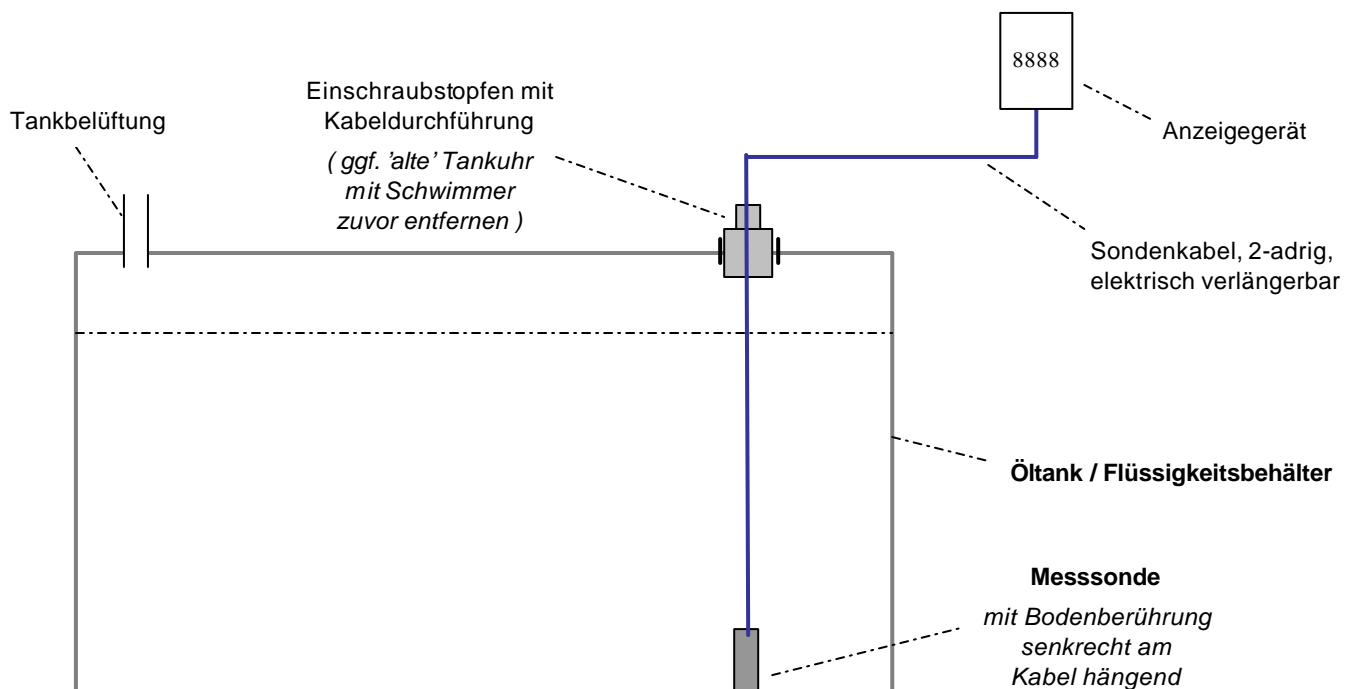 8888
Einschraubstopfen mit
Kabeldurchführung
( ggf. 'alte' Tankuhr
mit Schwimmer
zuvor entfernen )
Tankbelüftung
Anzeigegerät
Sondenkabel, 2-adrig,
elektrisch verlängerbar
Öltank / Flüssigkeitsbehälter
Messsonde
mit Bodenberührung
senkrecht am
Kabel hängend